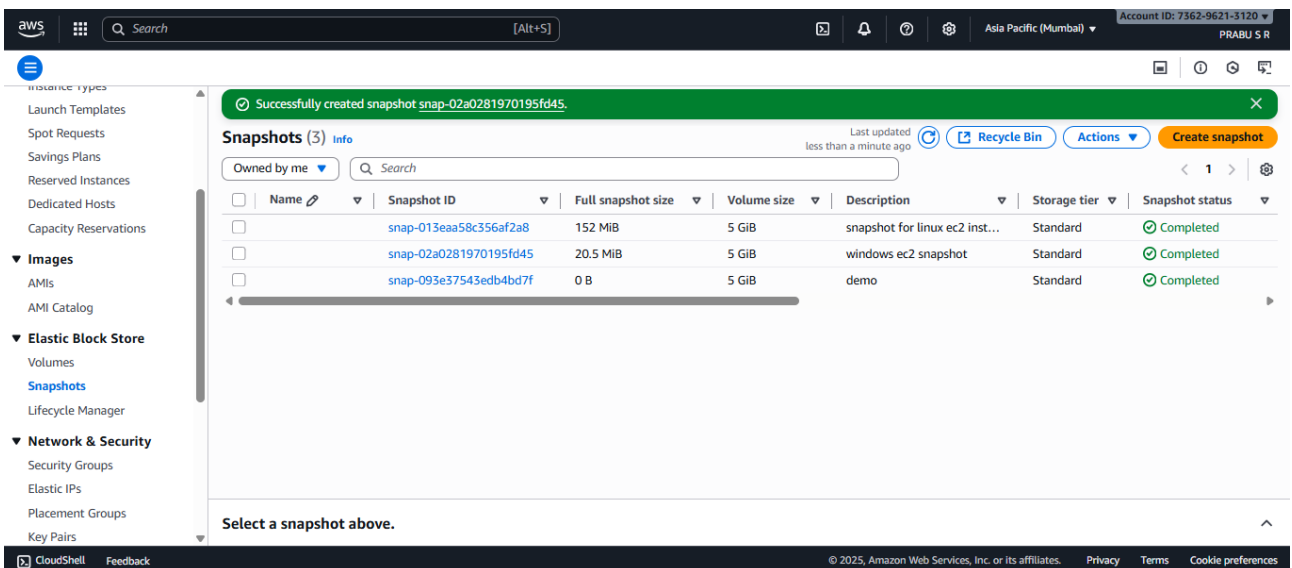 aws
Search [Alt+S]
Asia Pacific (Mumbai)
Account ID: 7362-9621-3120
PRABU S R
Instance Types
Launch Templates
Spot Requests
Savings Plans
Reserved Instances
Dedicated Hosts
Capacity Reservations
Images
AMIs
AMI Catalog
Elastic Block Store
Volumes
Snapshots
Lifecycle Manager
Network & Security
Security Groups
Elastic IPs
Placement Groups
Key Pairs
Successfully created snapshot snap-02a0281970195fd45.
Snapshots (3) Info
Last updated
less than a minute ago
Recycle Bin
Actions
Create snapshot
Owned by me
Search
1
Name Snapshot ID Full snapshot size Volume size Description Storage tier Snapshot status
snap-013eaa58c356af2a8 152 MiB 5 GiB snapshot for linux ec2 inst... Standard Completed
snap-02a0281970195fd45 20.5 MiB 5 GiB windows ec2 snapshot Standard Completed
snap-093e37543edb4bd7f 0 B 5 GiB demo Standard Completed
Select a snapshot above.
CloudShell Feedback © 2025, Amazon Web Services, Inc. or its affiliates. Privacy Terms Cookie preferences